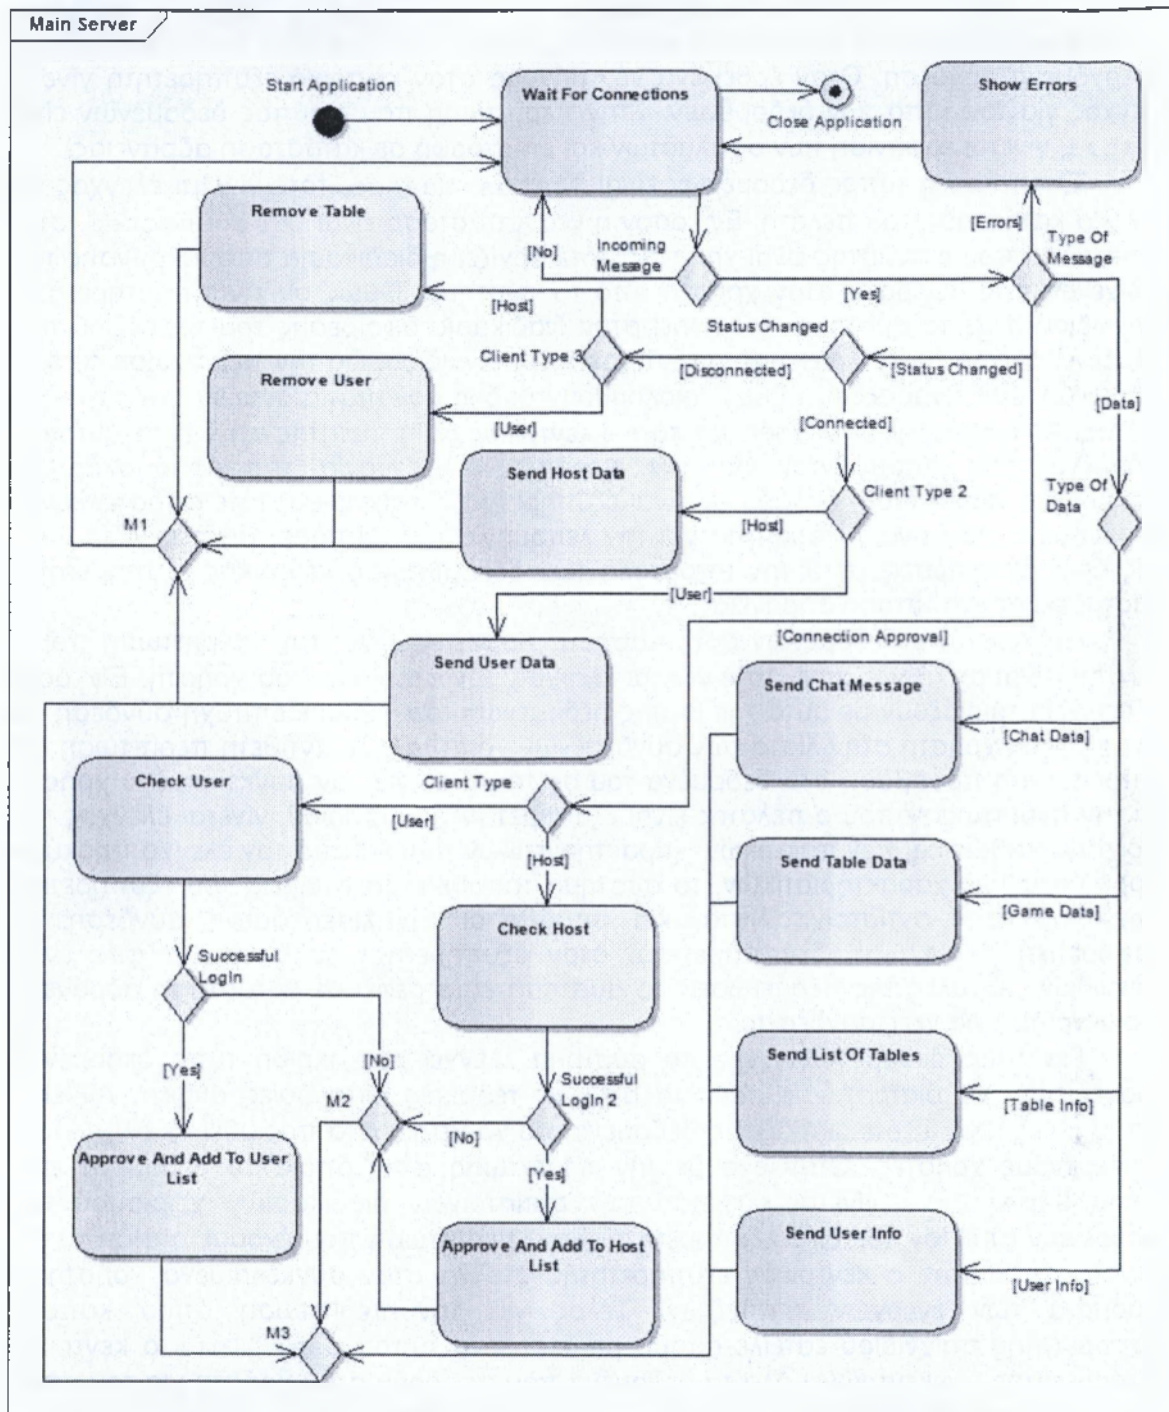 Main Server
Start Application
Wait For Connections
Close Application
Show Errors
Remove Table
[No]
Incoming
Message
[Yes]
[Errors]
Type Of
Message
[Host]
Status Changed
Client Type 3
[Disconnected]
[Status Changed]
Remove User
[User]
[Connected]
[Data]
Send Host Data
Client Type 2
[Host]
Type Of
Data
M1
[User]
[Connection Approval]
Send User Data
Send Chat Message
[Chat Data]
Check User
Client Type
[User]
[Host]
Send Table Data
[Game Data]
Check Host
Successful
LogIn
[Yes]
[No]
Send List Of Tables
[Table Info]
M2
Successful
LogIn 2
[No]
[Yes]
Approve And Add To User
List
Approve And Add To Host
List
Send User Info
[User Info]
M3